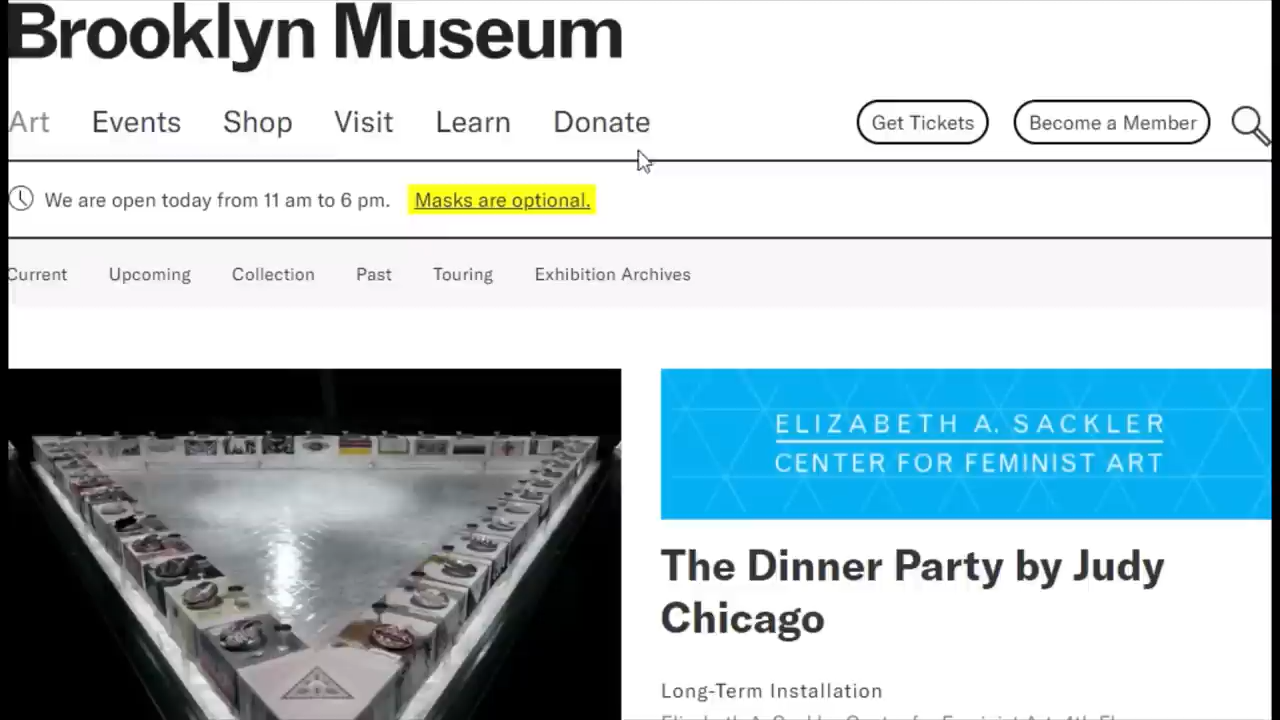 Brooklyn Museum
Art Events Shop Visit Learn Donate Get Tickets Become a Member
We are open today from 11 am to 6 pm. Masks are optional.
Current Upcoming Collection Past Touring Exhibition Archives
ELIZABETH A. SACKLER
CENTER FOR FEMINIST ART
The Dinner Party by Judy
Chicago
Long-Term Installation